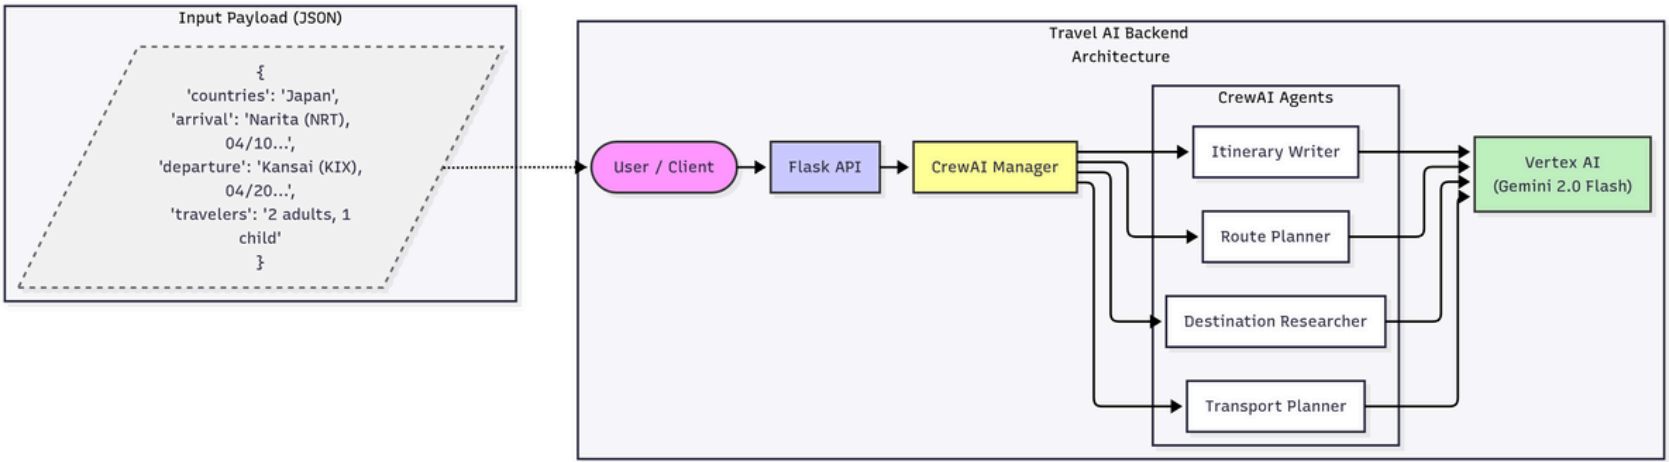 Input Payload (JSON)
{
'countries': 'Japan',
'arrival': 'Narita (NRT),
04/10...',
'departure': 'Kansai (KIX),
04/20...',
'travelers': '2 adults, 1
child'
}
Travel AI Backend
Architecture
User / Client
Flask API
CrewAI Manager
CrewAI Agents
Itinerary Writer
Route Planner
Destination Researcher
Transport Planner
Vertex AI
(Gemini 2.0 Flash)